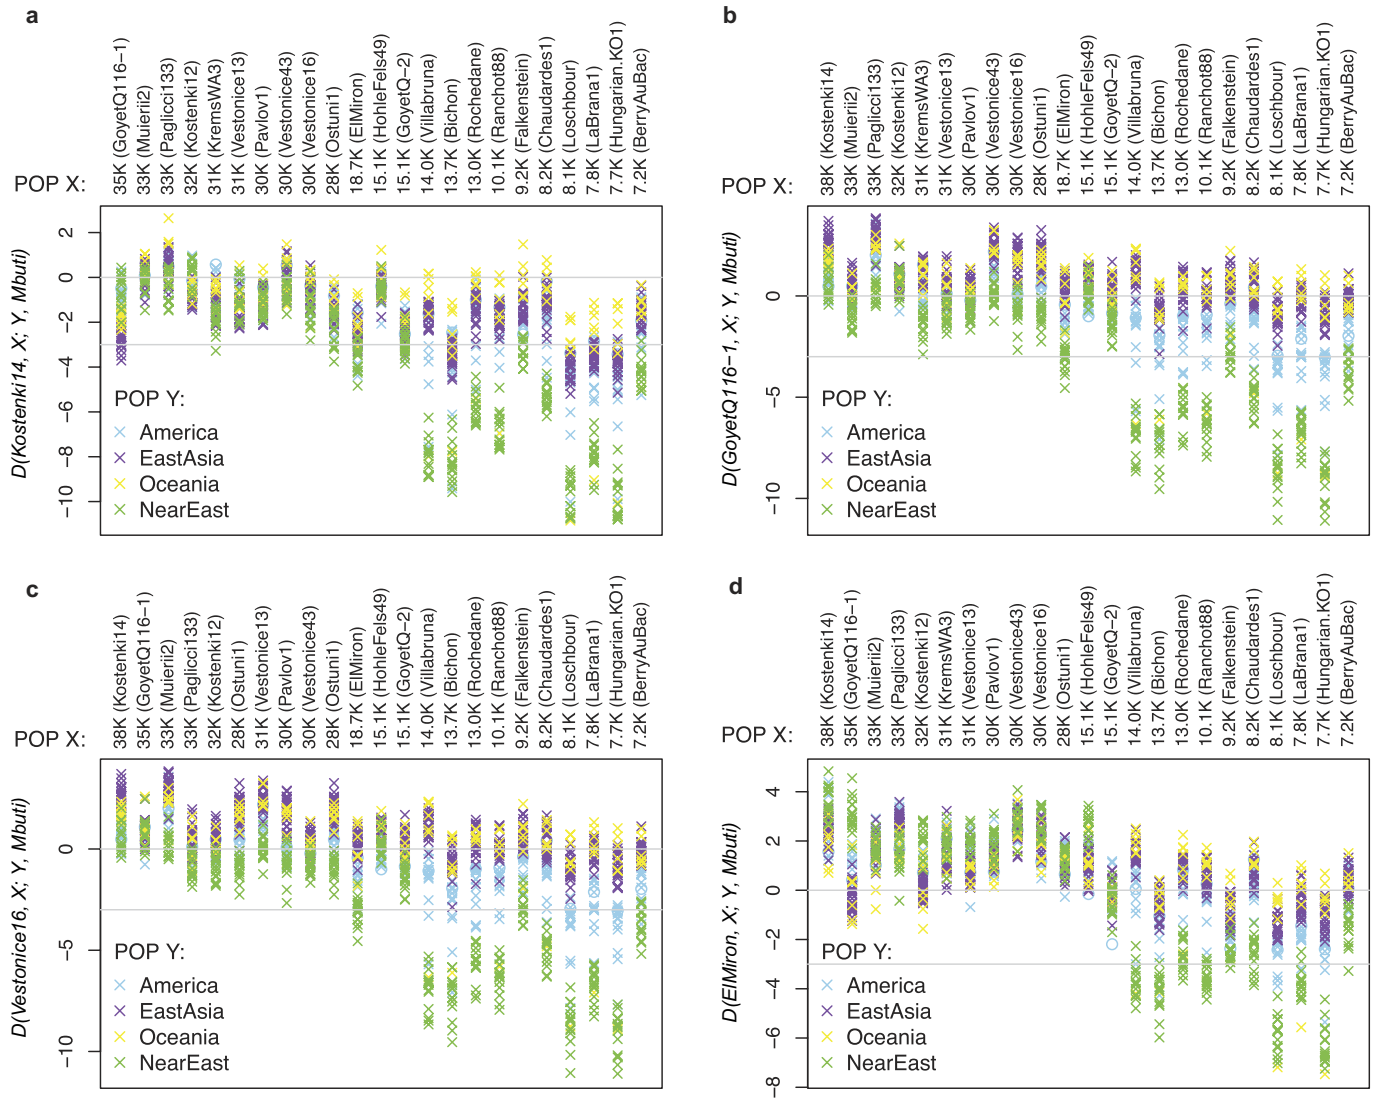 a
POP X:
35K (GoyetQ116−1)
33K (Muierii2)
33K (Paglicci133)
32K (Kostenki12)
31K (KremsWA3)
31K (Vestonice13)
30K (Pavlov1)
30K (Vestonice43)
30K (Vestonice16)
28K (Ostuni1)
18.7K (ElMiron)
15.1K (HohleFels49)
15.1K (GoyetQ−2)
14.0K (Villabruna)
13.7K (Bichon)
13.0K (Rochedane)
10.1K (Ranchot88)
9.2K (Falkenstein)
8.2K (Chaudardes1)
8.1K (Loschbour)
7.8K (LaBrana1)
7.7K (Hungarian.KO1)
7.2K (BerryAuBac)
D(Kostenki14, X; Y, Mbuti)
2
0
−2
−4
−6
−8
−10
POP Y:
America
EastAsia
Oceania
NearEast
b
POP X:
38K (Kostenki14)
33K (Muierii2)
33K (Paglicci133)
32K (Kostenki12)
31K (KremsWA3)
31K (Vestonice13)
30K (Pavlov1)
30K (Vestonice43)
30K (Vestonice16)
28K (Ostuni1)
18.7K (ElMiron)
15.1K (HohleFels49)
15.1K (GoyetQ−2)
14.0K (Villabruna)
13.7K (Bichon)
13.0K (Rochedane)
10.1K (Ranchot88)
9.2K (Falkenstein)
8.2K (Chaudardes1)
8.1K (Loschbour)
7.8K (LaBrana1)
7.7K (Hungarian.KO1)
7.2K (BerryAuBac)
D(GoyetQ116−1, X; Y, Mbuti)
0
−5
−10
POP Y:
America
EastAsia
Oceania
NearEast
c
POP X:
38K (Kostenki14)
35K (GoyetQ116−1)
33K (Muierii2)
33K (Paglicci133)
32K (Kostenki12)
28K (Ostuni1)
31K (Vestonice13)
30K (Pavlov1)
30K (Vestonice43)
28K (Ostuni1)
18.7K (ElMiron)
15.1K (HohleFels49)
15.1K (GoyetQ−2)
14.0K (Villabruna)
13.7K (Bichon)
13.0K (Rochedane)
10.1K (Ranchot88)
9.2K (Falkenstein)
8.2K (Chaudardes1)
8.1K (Loschbour)
7.8K (LaBrana1)
7.7K (Hungarian.KO1)
7.2K (BerryAuBac)
D(Vestonice16, X; Y, Mbuti)
0
−5
−10
POP Y:
America
EastAsia
Oceania
NearEast
d
POP X:
38K (Kostenki14)
35K (GoyetQ116−1)
33K (Muierii2)
33K (Paglicci133)
32K (Kostenki12)
31K (KremsWA3)
31K (Vestonice13)
30K (Pavlov1)
30K (Vestonice43)
30K (Vestonice16)
28K (Ostuni1)
15.1K (HohleFels49)
15.1K (GoyetQ−2)
14.0K (Villabruna)
13.7K (Bichon)
13.0K (Rochedane)
10.1K (Ranchot88)
9.2K (Falkenstein)
8.2K (Chaudardes1)
8.1K (Loschbour)
7.8K (LaBrana1)
7.7K (Hungarian.KO1)
7.2K (BerryAuBac)
D(ElMiron, X; Y, Mbuti)
4
2
0
−2
−4
−6
−8
POP Y:
America
EastAsia
Oceania
NearEast